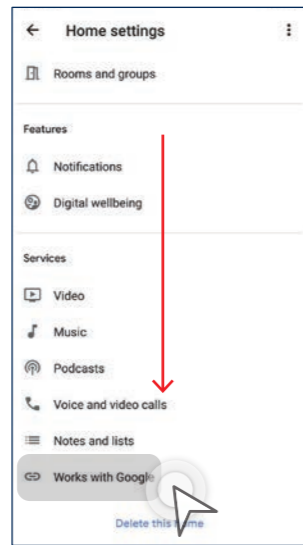 Home settings
Rooms and groups
Features
Notifications
Digital wellbeing
Services
Video
Music
Podcasts
Voice and video calls
Notes and lists
Works with Google
Delete this home